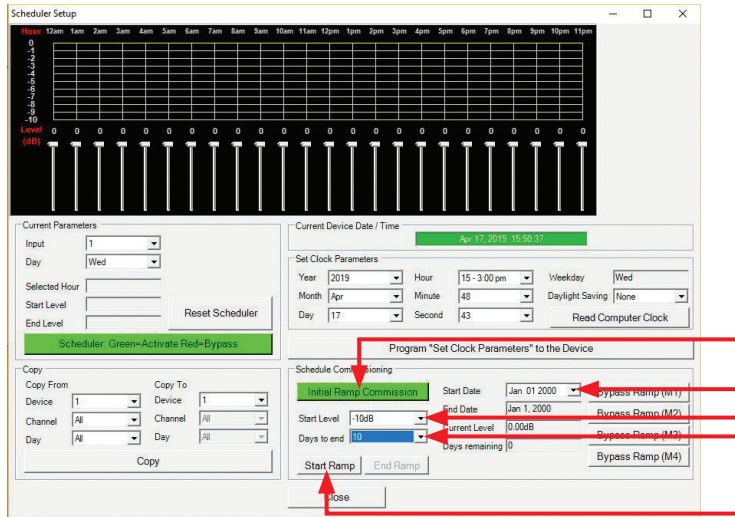 Scheduler Setup
Hour 12am 1am 2am 3am 4am 5am 6am 7am 8am 9am 10am 11am 12pm 1pm 2pm 3pm 4pm 5pm 6pm 7pm 8pm 9pm 10pm 11pm
0
-1
-2
-3
-4
-5
-6
-7
-8
-9
-10
Level 0 0 0 0 0 0 0 0 0 0 0 0 0 0 0 0 0 0 0 0 0 0 0 0
(dB)
Current Parameters
Input 1
Day Wed
Selected Hour
Start Level
End Level
Reset Scheduler
Scheduler: Green=Activate Red=Bypass
Current Device Date / Time
Apr 17, 2019 15:50:37
Set Clock Parameters
Year 2019 Hour 15 - 3:00 pm Weekday Wed
Month Apr Minute 48 Daylight Saving None
Day 17 Second 43 Read Computer Clock
Program "Set Clock Parameters" to the Device
Copy
Copy From Copy To
Device 1 Device 1
Channel All Channel All
Day All Day All
Copy
Schedule Commissioning
Initial Ramp Commission Start Date Jan 01 2000 Bypass Ramp (M1)
Start Level -10dB End Date Jan 1, 2000 Bypass Ramp (M2)
Days to end 10 Current Level 0.00dB Bypass Ramp (M3)
Start Ramp End Ramp Days remaining 0 Bypass Ramp (M4)
Close